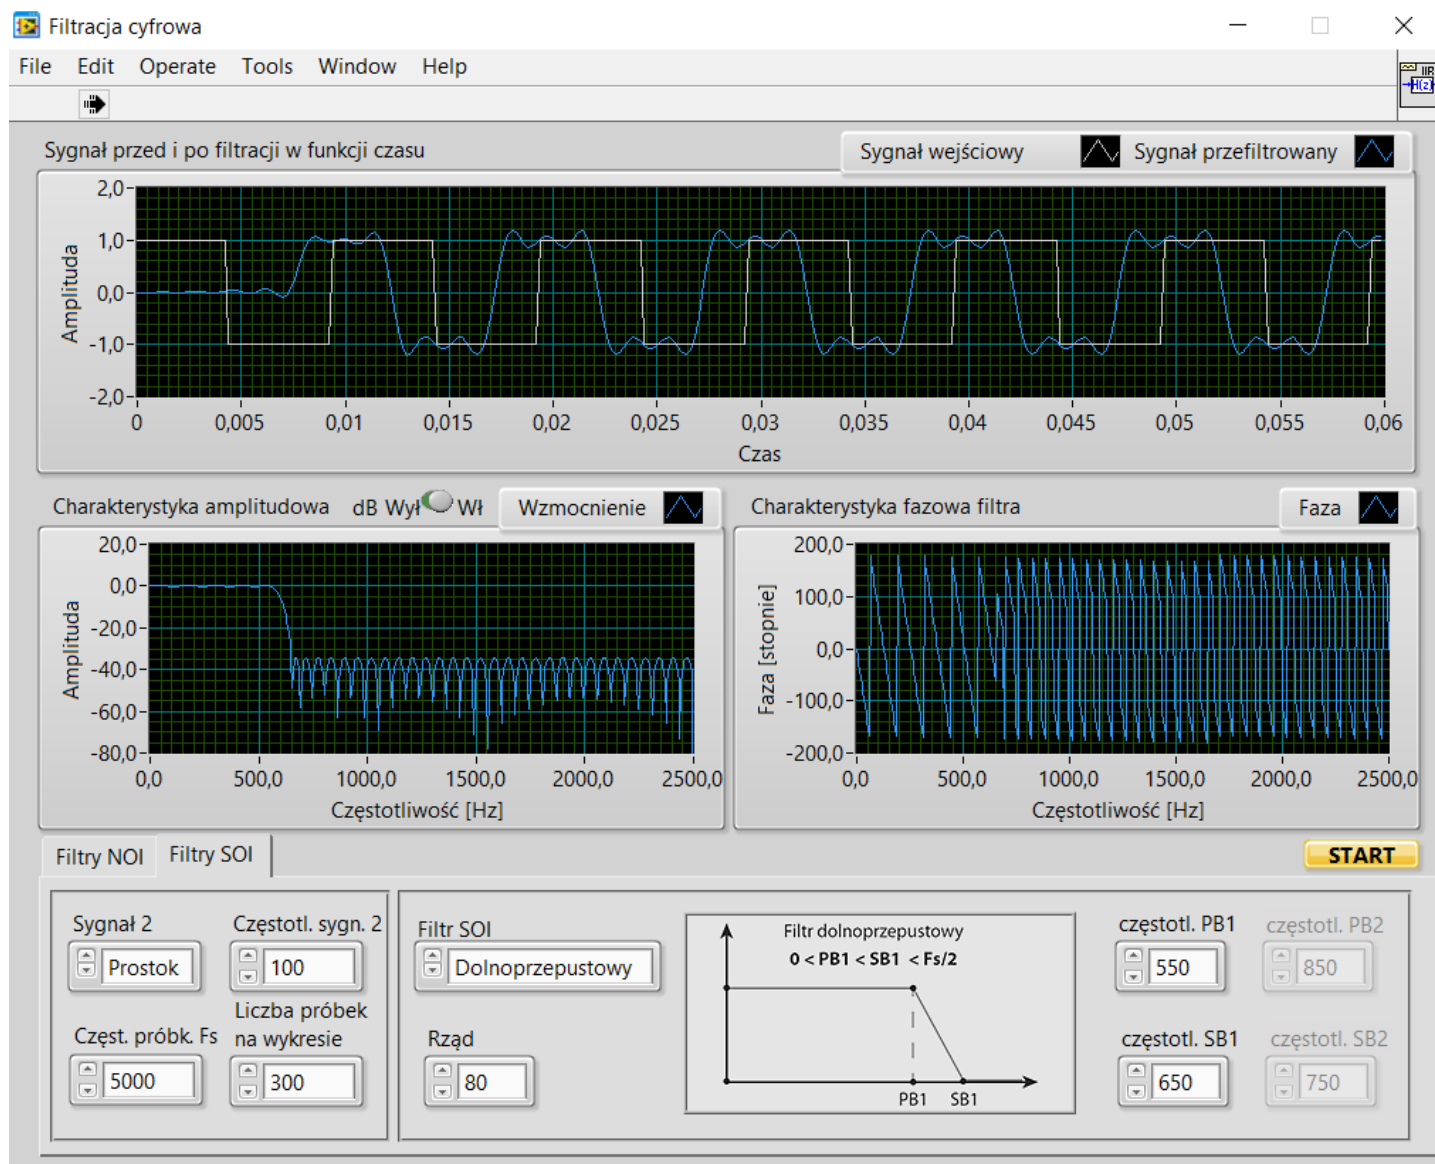 Filtracja cyfrowa
File Edit Operate Tools Window Help
IIR
H(z)
Sygnał przed i po filtracji w funkcji czasu
Sygnał wejściowy Sygnał przefiltrowany
2,0
1,0
0,0
-1,0
-2,0
Amplituda
0 0,005 0,01 0,015 0,02 0,025 0,03 0,035 0,04 0,045 0,05 0,055 0,06
Czas
Charakterystyka amplitudowa dB Wył Wł Wzmocnienie
20,0
0,0
-20,0
-40,0
-60,0
-80,0
Amplituda
0,0 500,0 1000,0 1500,0 2000,0 2500,0
Częstotliwość [Hz]
Charakterystyka fazowa filtra Faza
200,0
100,0
0,0
-100,0
-200,0
Faza [stopnie]
0,0 500,0 1000,0 1500,0 2000,0 2500,0
Częstotliwość [Hz]
Filtry NOI Filtry SOI
START
Sygnał 2 Częstotl. sygn. 2
Prostok 100
Liczba próbek
Częst. próbk. Fs na wykresie
5000 300
Filtr SOI
Dolnoprzepustowy
Rząd
80
Filtr dolnoprzepustowy
0 < PB1 < SB1 < Fs/2
PB1 SB1
częstotl. PB1 częstotl. PB2
550 850
częstotl. SB1 częstotl. SB2
650 750